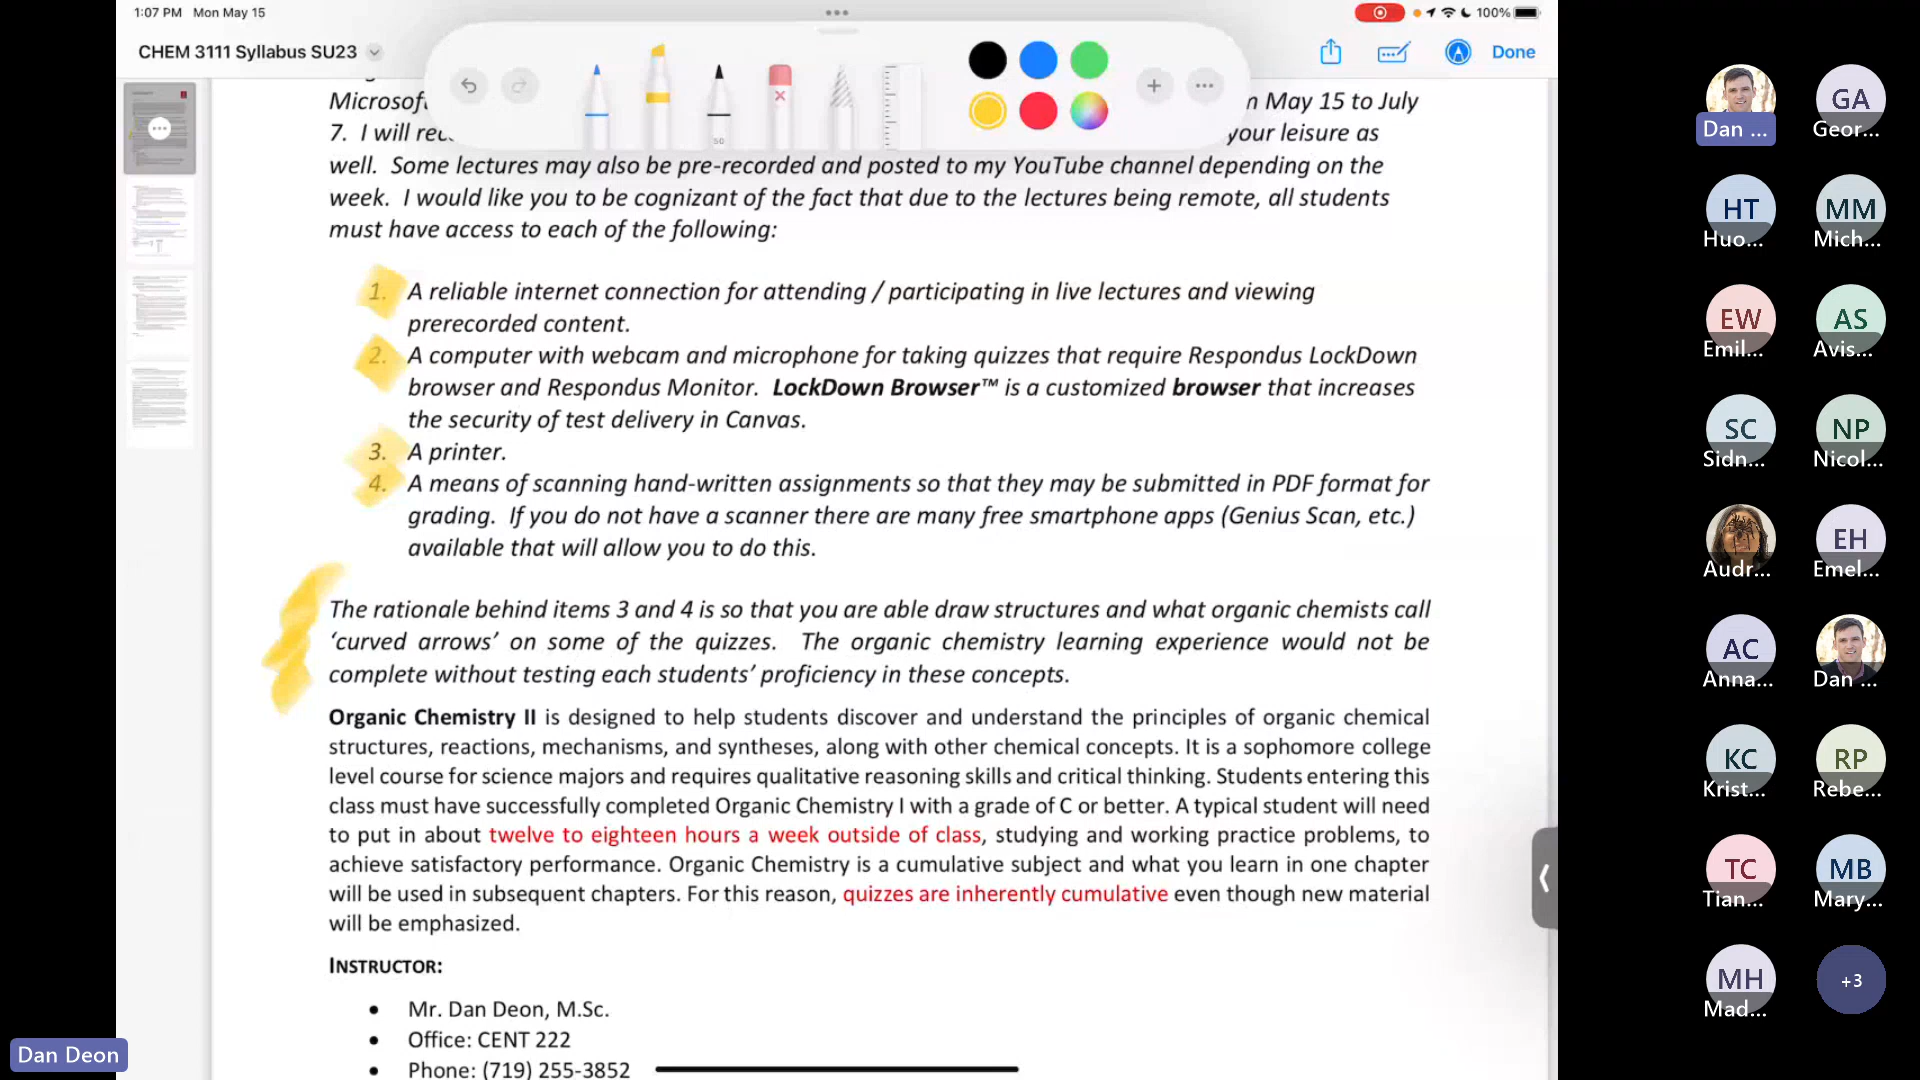 1:07 PM Mon May 15
100%
CHEM 3111 Syllabus SU23
Done
50
Microsof
n May 15 to July
7. I will rec
your leisure as
well. Some lectures may also be pre-recorded and posted to my YouTube channel depending on the
week. I would like you to be cognizant of the fact that due to the lectures being remote, all students
must have access to each of the following:
1. A reliable internet connection for attending / participating in live lectures and viewing
prerecorded content.
2. A computer with webcam and microphone for taking quizzes that require Respondus LockDown
browser and Respondus Monitor. LockDown Browser™ is a customized browser that increases
the security of test delivery in Canvas.
3. A printer.
4. A means of scanning hand-written assignments so that they may be submitted in PDF format for
grading. If you do not have a scanner there are many free smartphone apps (Genius Scan, etc.)
available that will allow you to do this.
The rationale behind items 3 and 4 is so that you are able draw structures and what organic chemists call
‘curved arrows’ on some of the quizzes. The organic chemistry learning experience would not be
complete without testing each students’ proficiency in these concepts.
Organic Chemistry II is designed to help students discover and understand the principles of organic chemical
structures, reactions, mechanisms, and syntheses, along with other chemical concepts. It is a sophomore college
level course for science majors and requires qualitative reasoning skills and critical thinking. Students entering this
class must have successfully completed Organic Chemistry I with a grade of C or better. A typical student will need
to put in about twelve to eighteen hours a week outside of class, studying and working practice problems, to
achieve satisfactory performance. Organic Chemistry is a cumulative subject and what you learn in one chapter
will be used in subsequent chapters. For this reason, quizzes are inherently cumulative even though new material
will be emphasized.
INSTRUCTOR:
• Mr. Dan Deon, M.Sc.
• Office: CENT 222
• Phone: (719) 255-3852
Dan Deon
Dan ...
GA
Geor...
HT
Huo...
MM
Mich...
EW
Emil...
AS
Avis...
SC
Sidn...
NP
Nicol...
Audr...
EH
Emel...
AC
Anna...
Dan ...
KC
Krist...
RP
Rebe...
TC
Tian...
MB
Mary...
MH
Mad...
+3